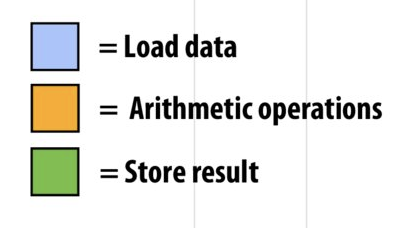 = Load data
= Arithmetic operations
= Store result